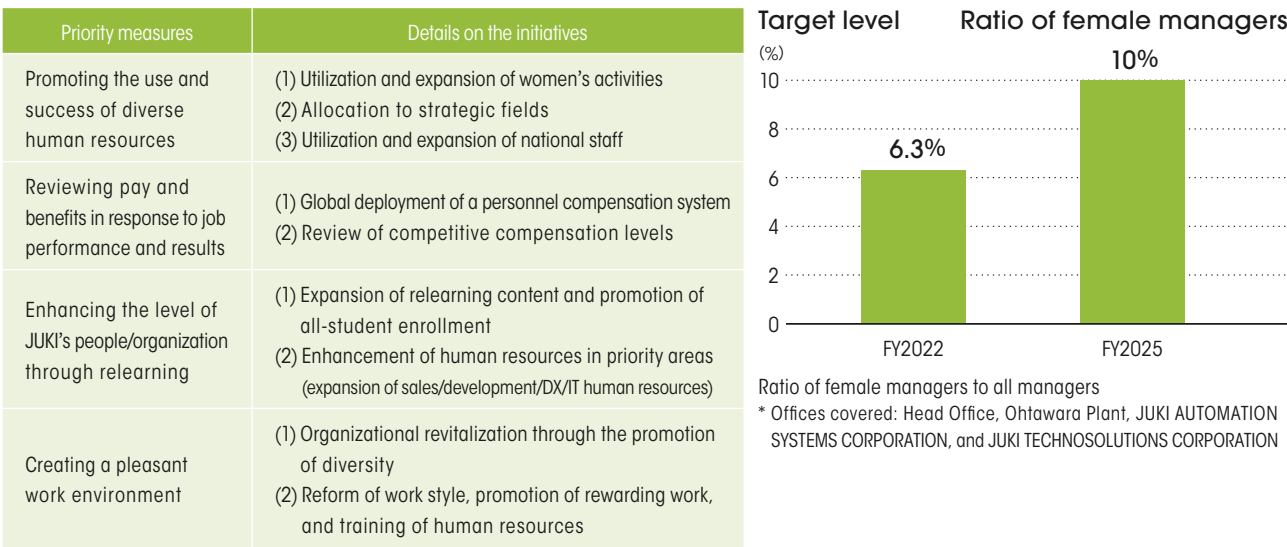 Priority measures
Details on the initiatives
Promoting the use and
success of diverse
human resources
(1) Utilization and expansion of women's activities
(2) Allocation to strategic fields
(3) Utilization and expansion of national staff
Reviewing pay and
benefits in response to job
performance and results
(1) Global deployment of a personnel compensation system
(2) Review of competitive compensation levels
Enhancing the level of
JUKI's people/organization
through relearning
(1) Expansion of relearning content and promotion of
all-student enrollment
(2) Enhancement of human resources in priority areas
(expansion of sales/development/DX/IT human resources)
Creating a pleasant
work environment
(1) Organizational revitalization through the promotion
of diversity
(2) Reform of work style, promotion of rewarding work,
and training of human resources
Target level
Ratio of female managers
(%)
10%
10
8
6.3%
6
4
2
0
FY2022
FY2025
Ratio of female managers to all managers
* Offices covered: Head Office, Ohtawara Plant, JUKI AUTOMATION
SYSTEMS CORPORATION, and JUKI TECHNOSOLUTIONS CORPORATION